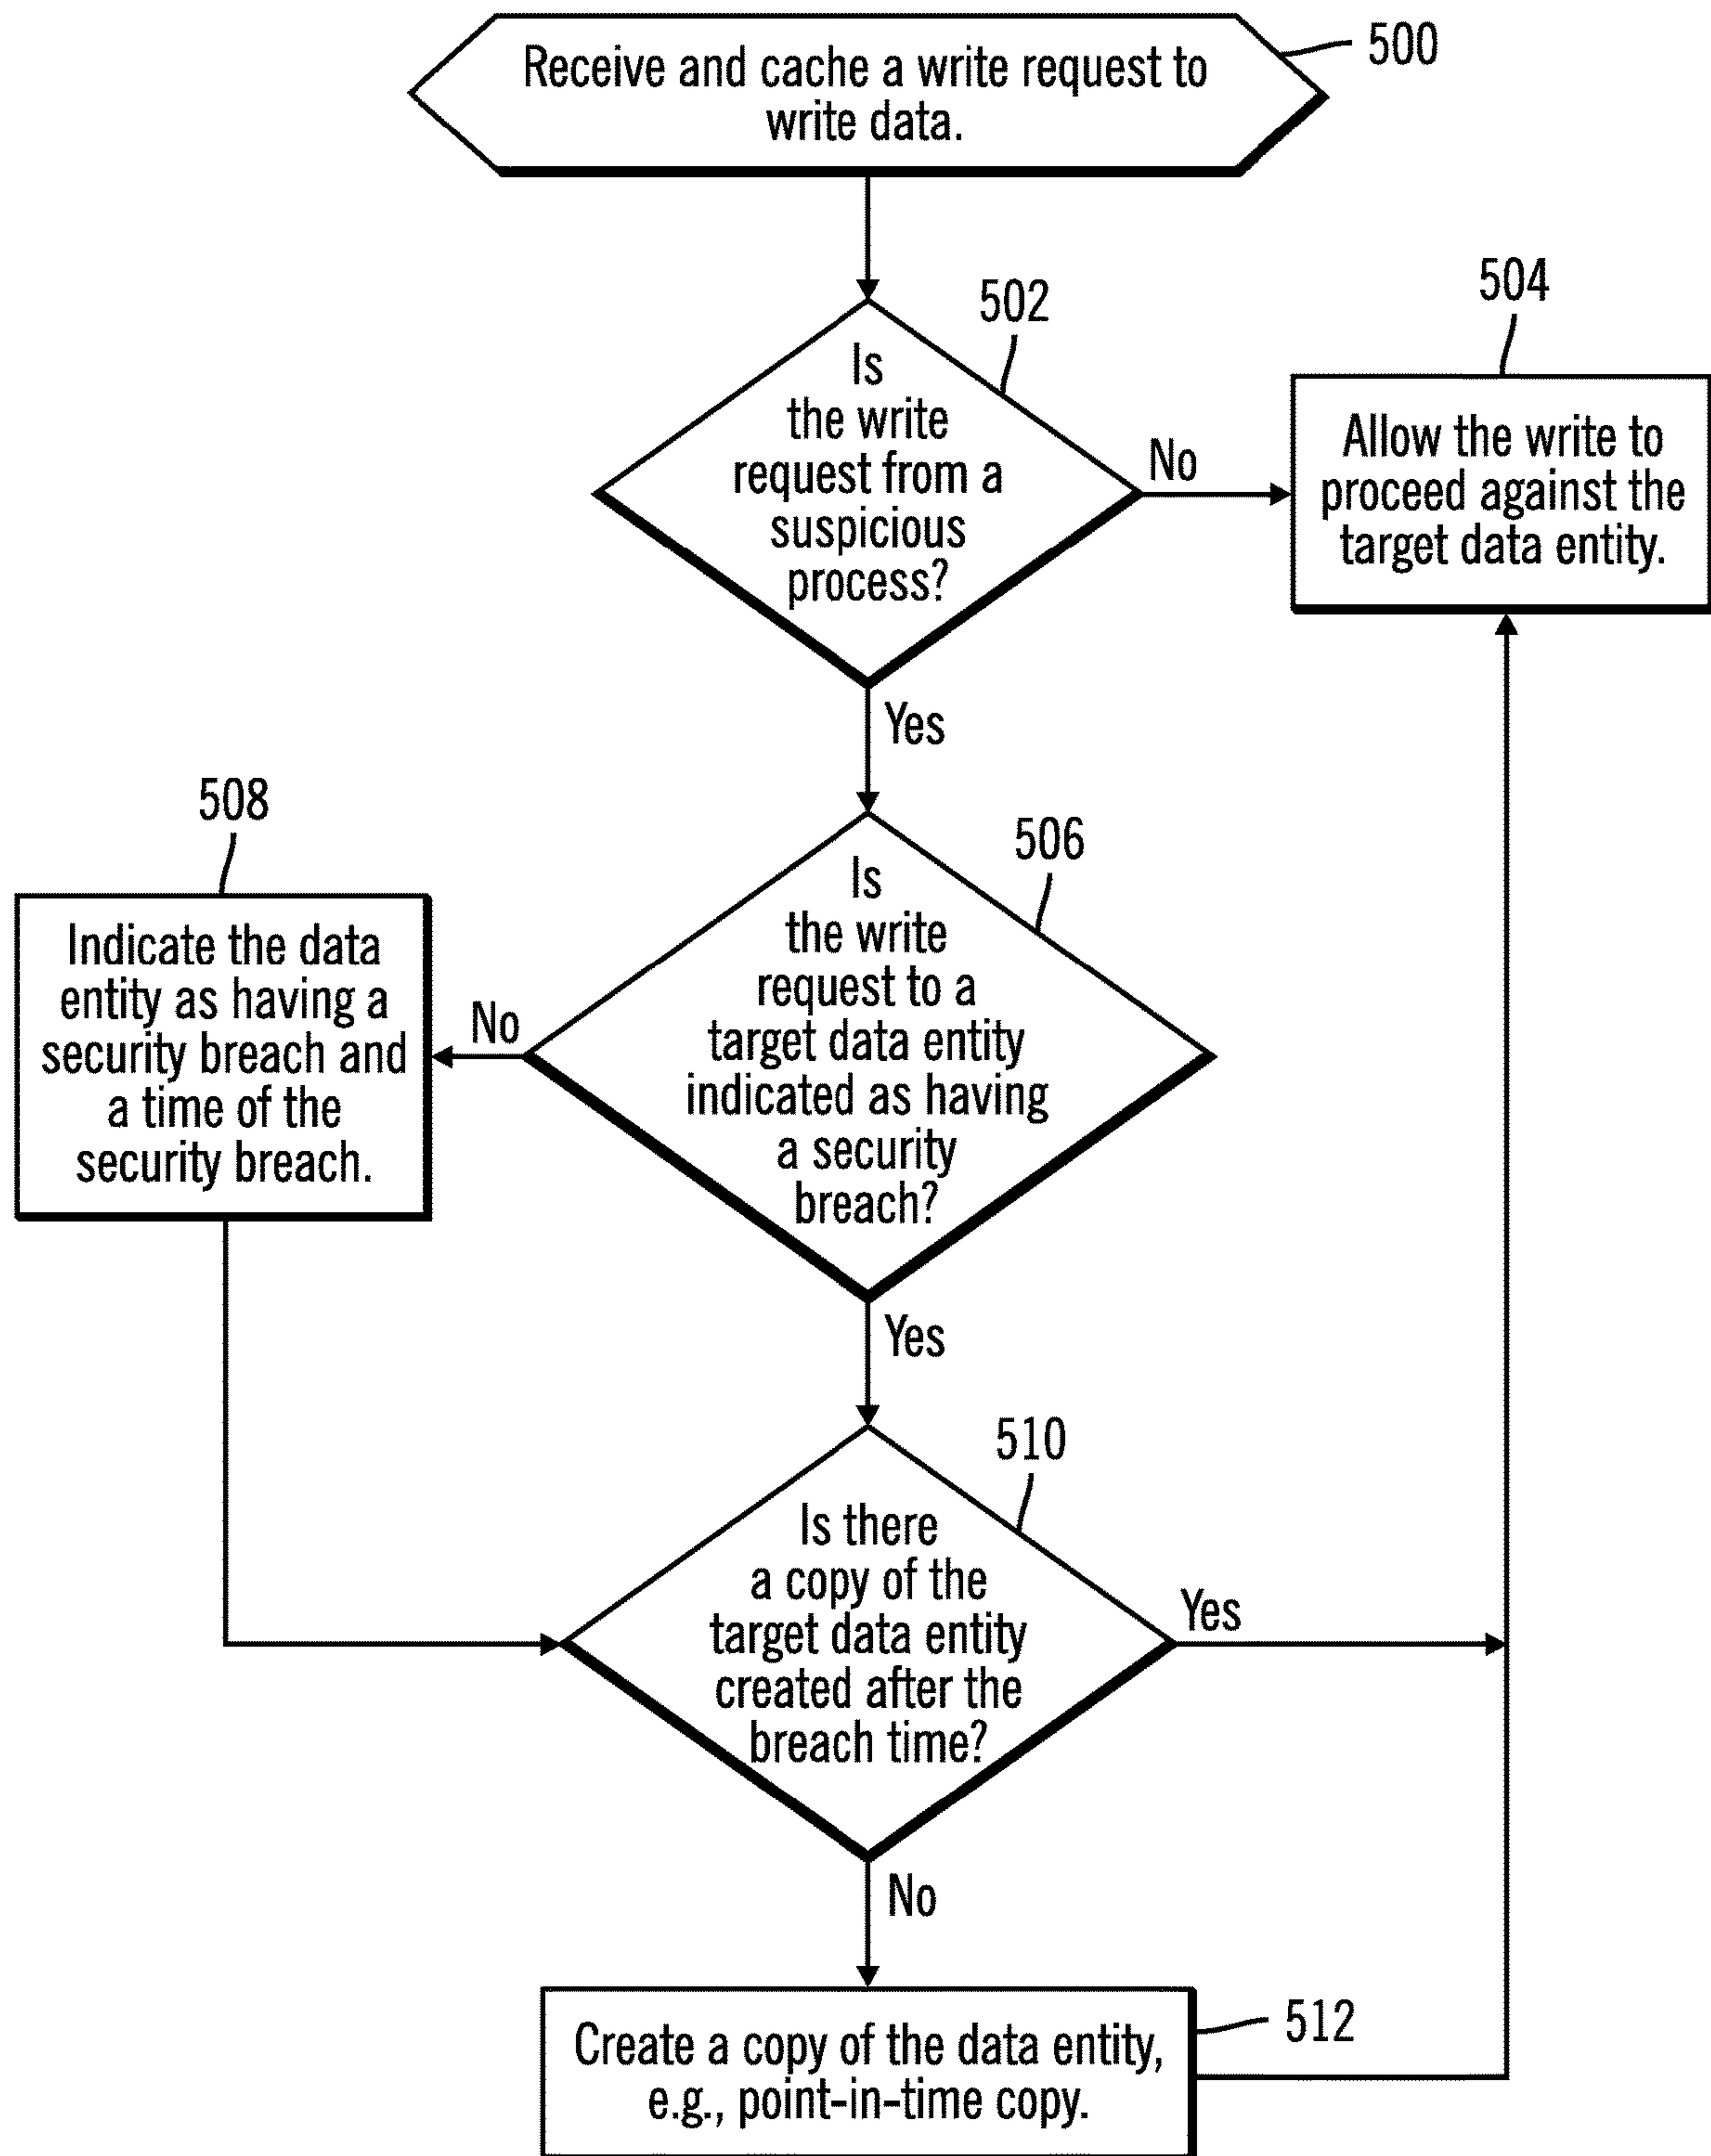 Receive and cache a write request to
write data.
500
502
Is
the write
request from a
suspicious
process?
No
504
Allow the write to
proceed against the
target data entity.
Yes
508
Indicate the data
entity as having a
security breach and
a time of the
security breach.
506
Is
the write
request to a
target data entity
indicated as having
a security
breach?
No
Yes
510
Is there
a copy of the
target data entity
created after the
breach time?
Yes
No
Create a copy of the data entity,
e.g., point-in-time copy.
512